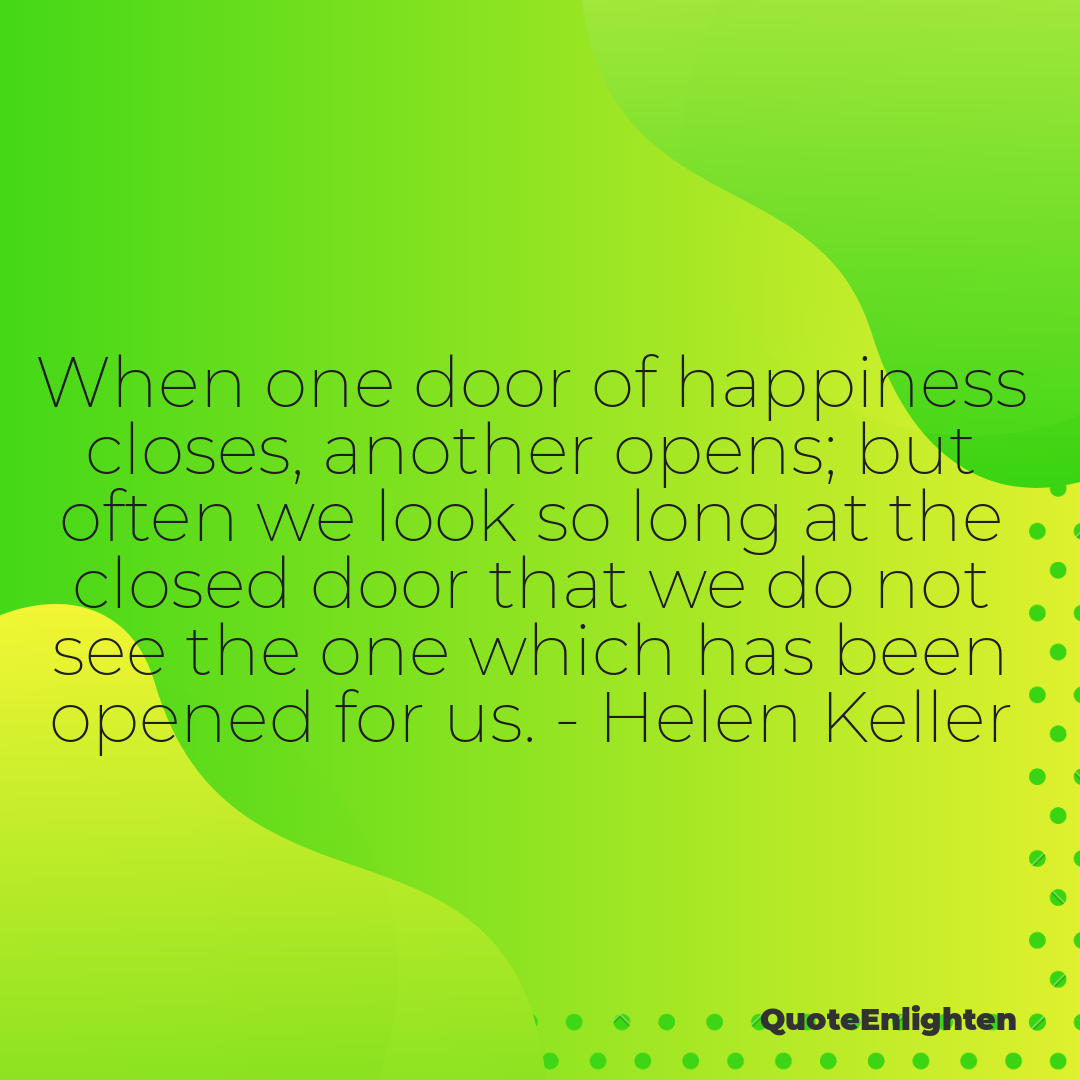 When one door of happiness
closes, another opens; but
often we look so long at the
closed door that we do not
see the one which has been
opened for us. - Helen Keller
QuoteEnlighten